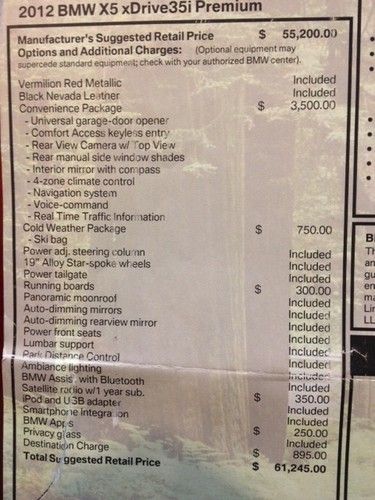 2012 BMW X5 xDrive35i Premium
Manufacturer's Suggested Retail Price $ 55,200.00
Options and Additional Charges: (Optional equipment may
supercede standard equipment; check with your authorized BMW center).
Vermilion Red Metallic Included
Black Nevada Leather Included
Convenience Package $ 3,500.00
- Universal garage-door opener
- Comfort Access keyless entry
- Rear View Camera w/ Top View
- Rear manual side window shades
- Interior mirror with compass
- 4-zone climate control
- Navigation system
- Voice-command
- Real Time Traffic Information
Cold Weather Package $ 750.00
- Ski bag
Power adj. steering column Included
19" Alloy Star-spoke wheels Included
Power tailgate Included
Running boards $ 300.00
Panoramic moonroof Included
Auto-dimming mirrors Included
Auto-dimming rearview mirror Included
Power front seats Included
Lumbar support Included
Park Distance Control Included
Ambiance lighting Included
BMW Assist with Bluetooth Included
Satellite radio w/1 year sub. $ 350.00
iPod and USB adapter Included
Smartphone Integration Included
BMW Apps $ 250.00
Privacy glass Included
Destination Charge $ 895.00
Total Suggested Retail Price $ 61,245.00